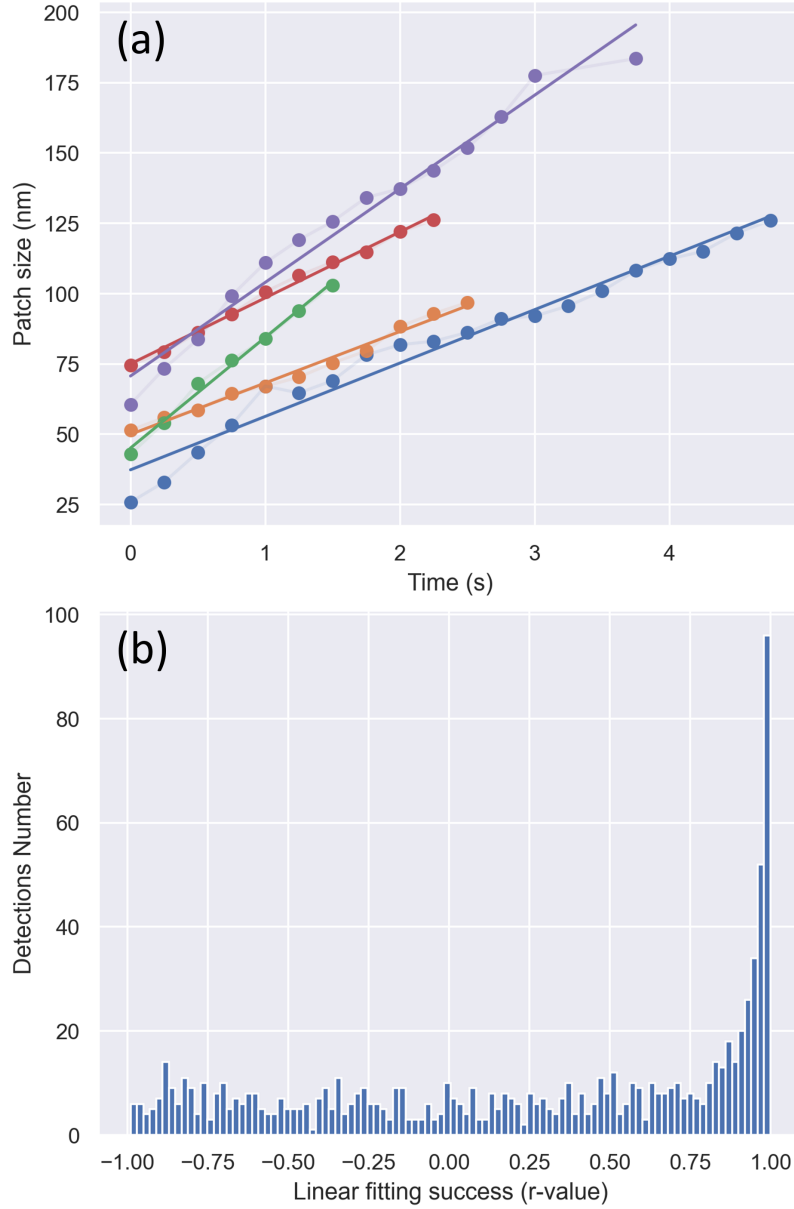 (a)
200
175
150
125
100
75
50
25
Patch size (nm)
0 1 2 3 4
Time (s)
(b)
100
80
60
40
20
0
Detections Number
−1.00 −0.75 −0.50 −0.25 0.00 0.25 0.50 0.75 1.00
Linear fitting success (r-value)